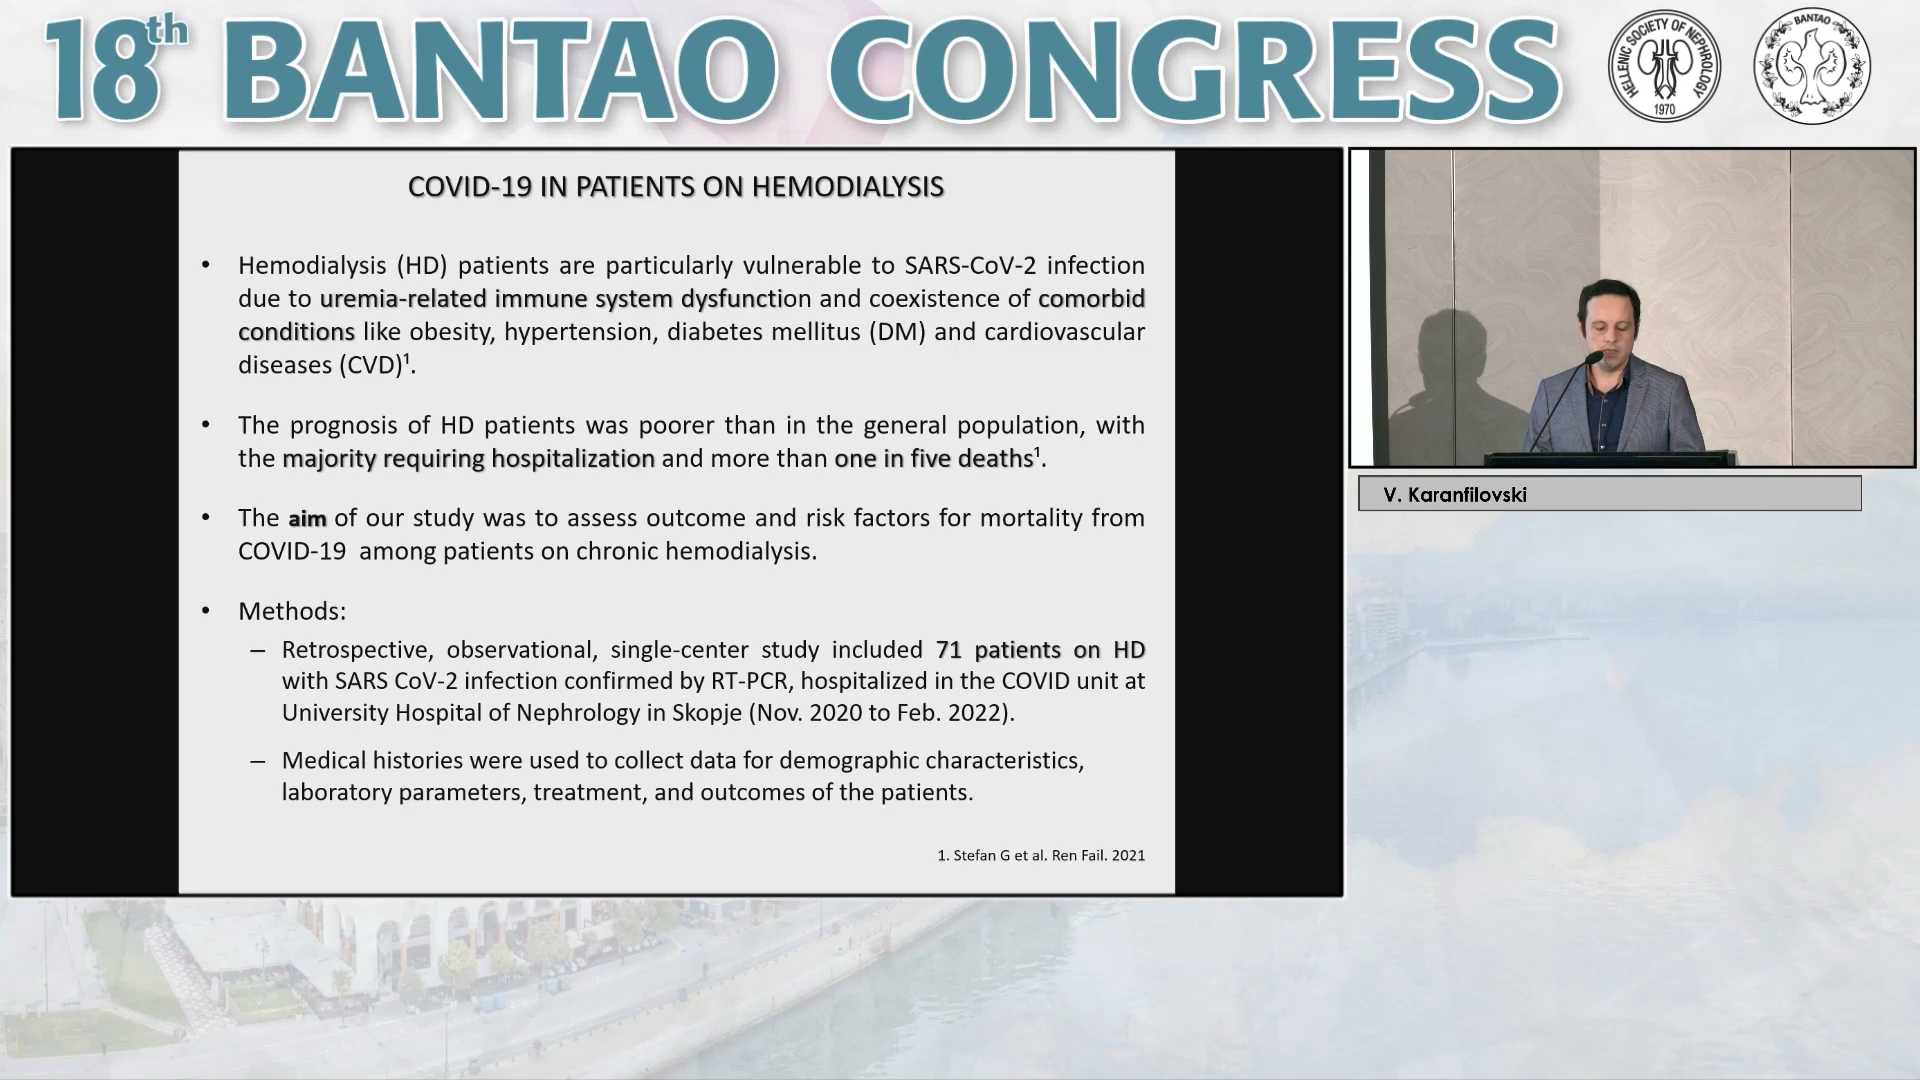 18th BANTAO CONGRESS
HELLENIC SOCIETY OF NEPHROLOGY
1970
BANTAO
COVID-19 IN PATIENTS ON HEMODIALYSIS
• Hemodialysis (HD) patients are particularly vulnerable to SARS-CoV-2 infection
due to uremia-related immune system dysfunction and coexistence of comorbid
conditions like obesity, hypertension, diabetes mellitus (DM) and cardiovascular
diseases (CVD)¹.
• The prognosis of HD patients was poorer than in the general population, with
the majority requiring hospitalization and more than one in five deaths¹.
• The aim of our study was to assess outcome and risk factors for mortality from
COVID-19 among patients on chronic hemodialysis.
• Methods:
– Retrospective, observational, single-center study included 71 patients on HD
with SARS CoV-2 infection confirmed by RT-PCR, hospitalized in the COVID unit at
University Hospital of Nephrology in Skopje (Nov. 2020 to Feb. 2022).
– Medical histories were used to collect data for demographic characteristics,
laboratory parameters, treatment, and outcomes of the patients.
1. Stefan G et al. Ren Fail. 2021
V. Karanfilovski